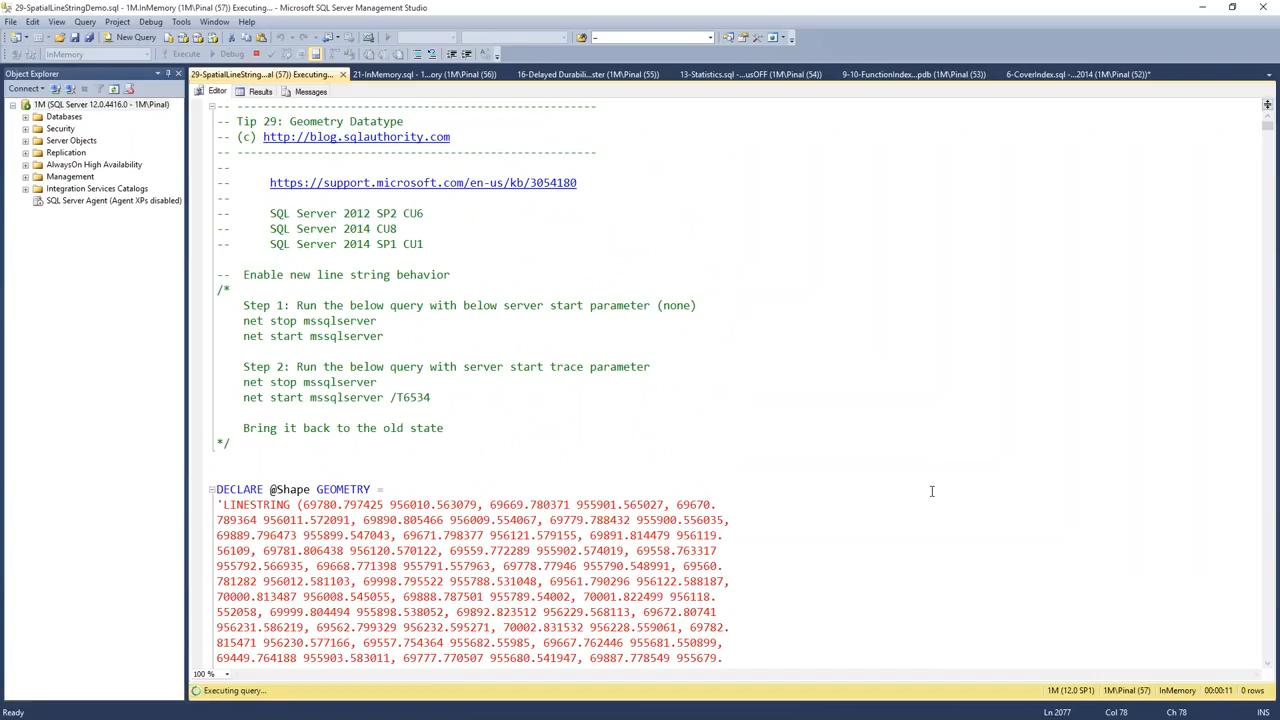 29-SpatialLineStringDemo.sql - 1M.InMemory (1M\Pinal (57)) Executing... - Microsoft SQL Server Management Studio
File Edit View Query Project Debug Tools Window Help
New Query
InMemory Execute Debug
Object Explorer
29-SpatialLineString...al (57)) Executing... 21-InMemory.sql -...ory (1M\Pinal (56)) 16-Delayed Durabili...ster (1M\Pinal (55)) 13-Statistics.sql -...usOFF (1M\Pinal (54)) 9-10-FunctionIndex...pdb (1M\Pinal (53)) 6-CoverIndex.sql -...2014 (1M\Pinal (52))*
Connect
Editor Results Messages
1M (SQL Server 12.0.4416.0 - 1M\Pinal)
Databases
Security
Server Objects
Replication
AlwaysOn High Availability
Management
Integration Services Catalogs
SQL Server Agent (Agent XPs disabled)
-- -----------------------------------------------
-- Tip 29: Geometry Datatype
-- (c) http://blog.sqlauthority.com
-- -----------------------------------------------
--
-- https://support.microsoft.com/en-us/kb/3054180
--
-- SQL Server 2012 SP2 CU6
-- SQL Server 2014 CU8
-- SQL Server 2014 SP1 CU1
-- Enable new line string behavior
/*
Step 1: Run the below query with below server start parameter (none)
net stop mssqlserver
net start mssqlserver
Step 2: Run the below query with server start trace parameter
net stop mssqlserver
net start mssqlserver /T6534
Bring it back to the old state
*/
DECLARE @Shape GEOMETRY =
'LINESTRING (69780.797425 956010.563079, 69669.780371 955901.565027, 69670.
789364 956011.572091, 69890.805466 956009.554067, 69779.788432 955900.556035,
69889.796473 955899.547043, 69671.798377 956121.579155, 69891.814479 956119.
56109, 69781.806438 956120.570122, 69559.772289 955902.574019, 69558.763317
955792.566935, 69668.771398 955791.557963, 69778.77946 955790.548991, 69560.
781282 956012.581103, 69998.795522 955788.531048, 69561.790296 956122.588187,
70000.813487 956008.545055, 69888.787501 955789.54002, 70001.822499 956118.
552058, 69999.804494 955898.538052, 69892.823512 956229.568113, 69672.80741
956231.586219, 69562.799329 956232.595271, 70002.831532 956228.559061, 69782.
815471 956230.577166, 69557.754364 955682.55985, 69667.762446 955681.550899,
69449.764188 955903.583011, 69777.770507 955680.541947, 69887.778549 955679.
100 %
Executing query... 1M (12.0 SP1) 1M\Pinal (57) InMemory 00:00:11 0 rows
Ready Ln 2077 Col 78 Ch 78 INS